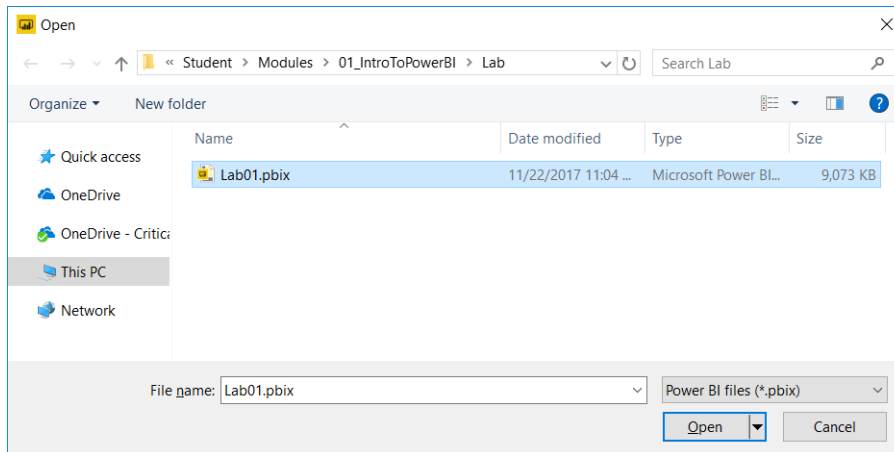 Open
« Student > Modules > 01_IntroToPowerBI > Lab
Search Lab
Organize
New folder
Name
Date modified
Type
Size
Quick access
Lab01.pbix
11/22/2017 11:04 ...
Microsoft Power BI...
9,073 KB
OneDrive
OneDrive - Critica
This PC
Network
File name:
Lab01.pbix
Power BI files (*.pbix)
Open
Cancel